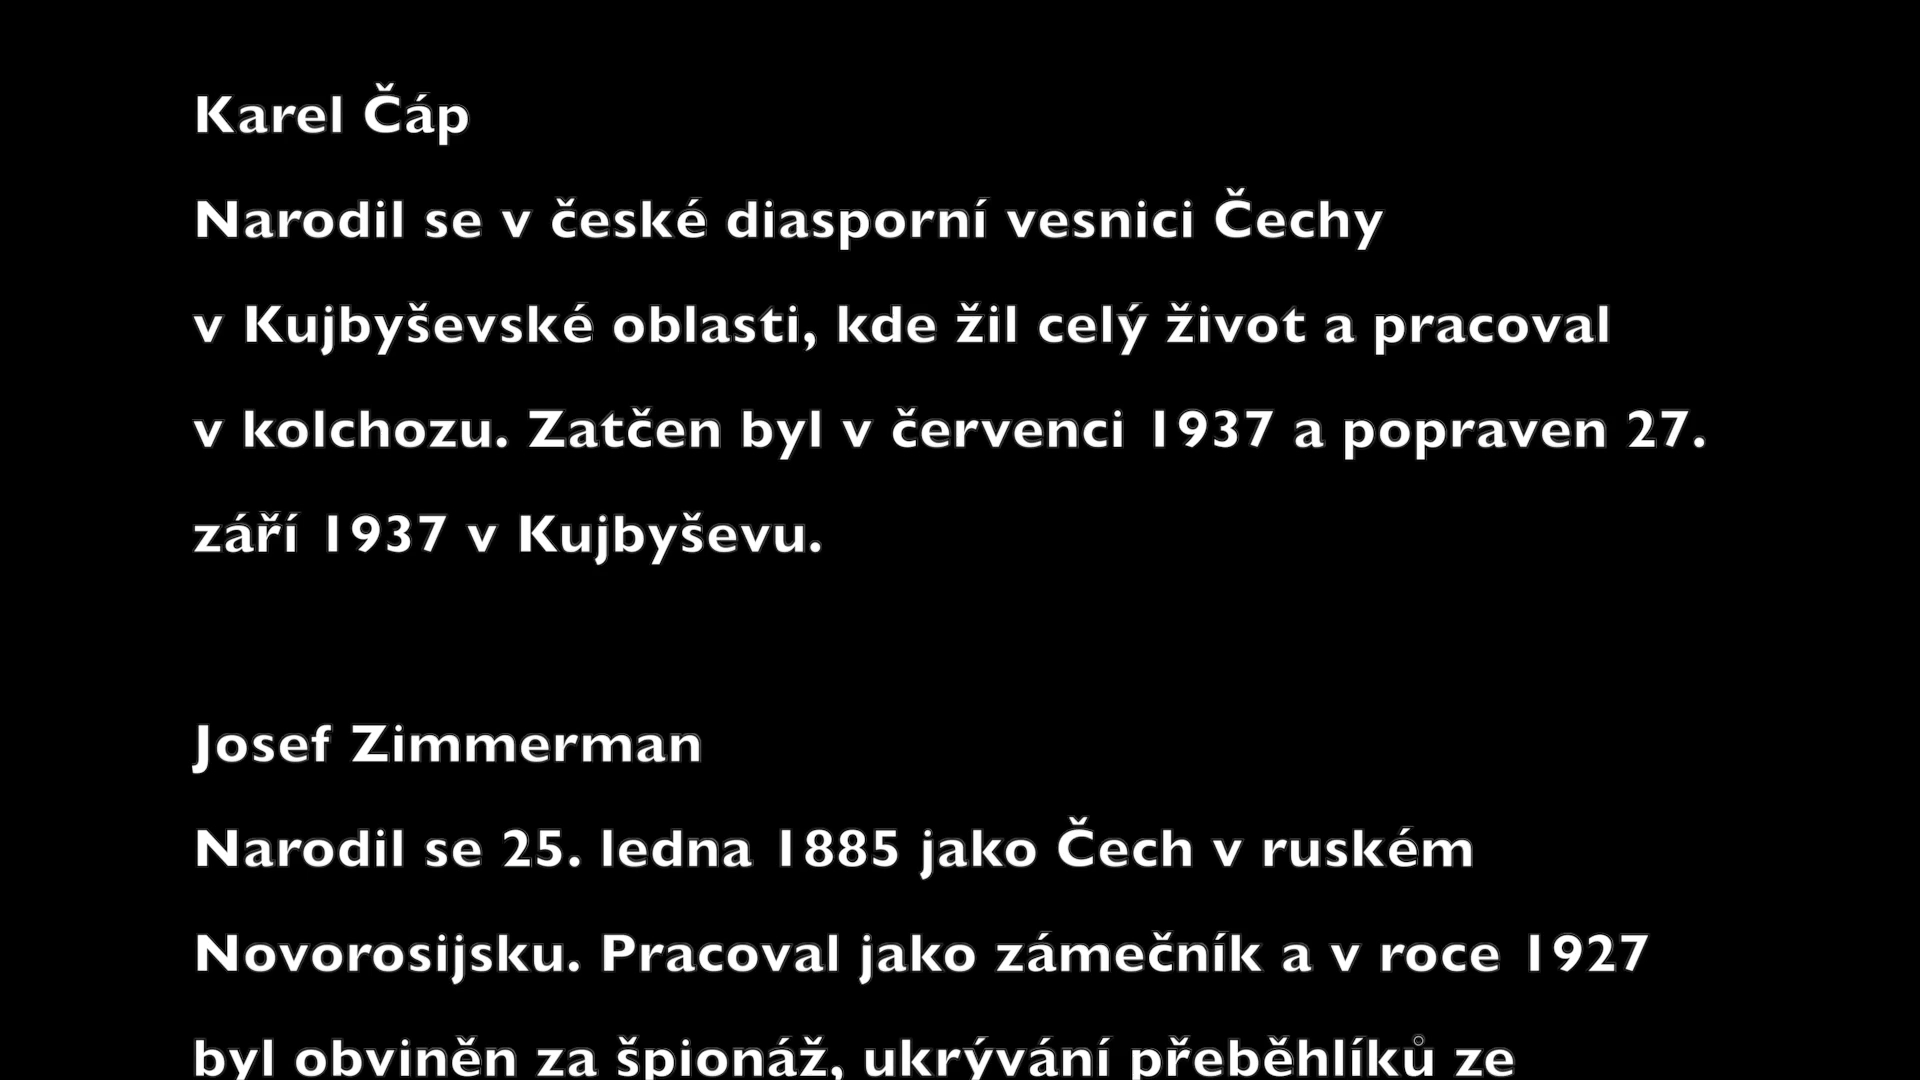 Karel Čáp
Narodil se v české diasporní vesnici Čechy
v Kujbyševské oblasti, kde žil celý život a pracoval
v kolchozu. Zatčen byl v červenci 1937 a popraven 27.
září 1937 v Kujbyševu.
Josef Zimmerman
Narodil se 25. ledna 1885 jako Čech v ruském
Novorosijsku. Pracoval jako zámečník a v roce 1927
byl obviněn za špionáž, ukrývání přeběhlíků ze